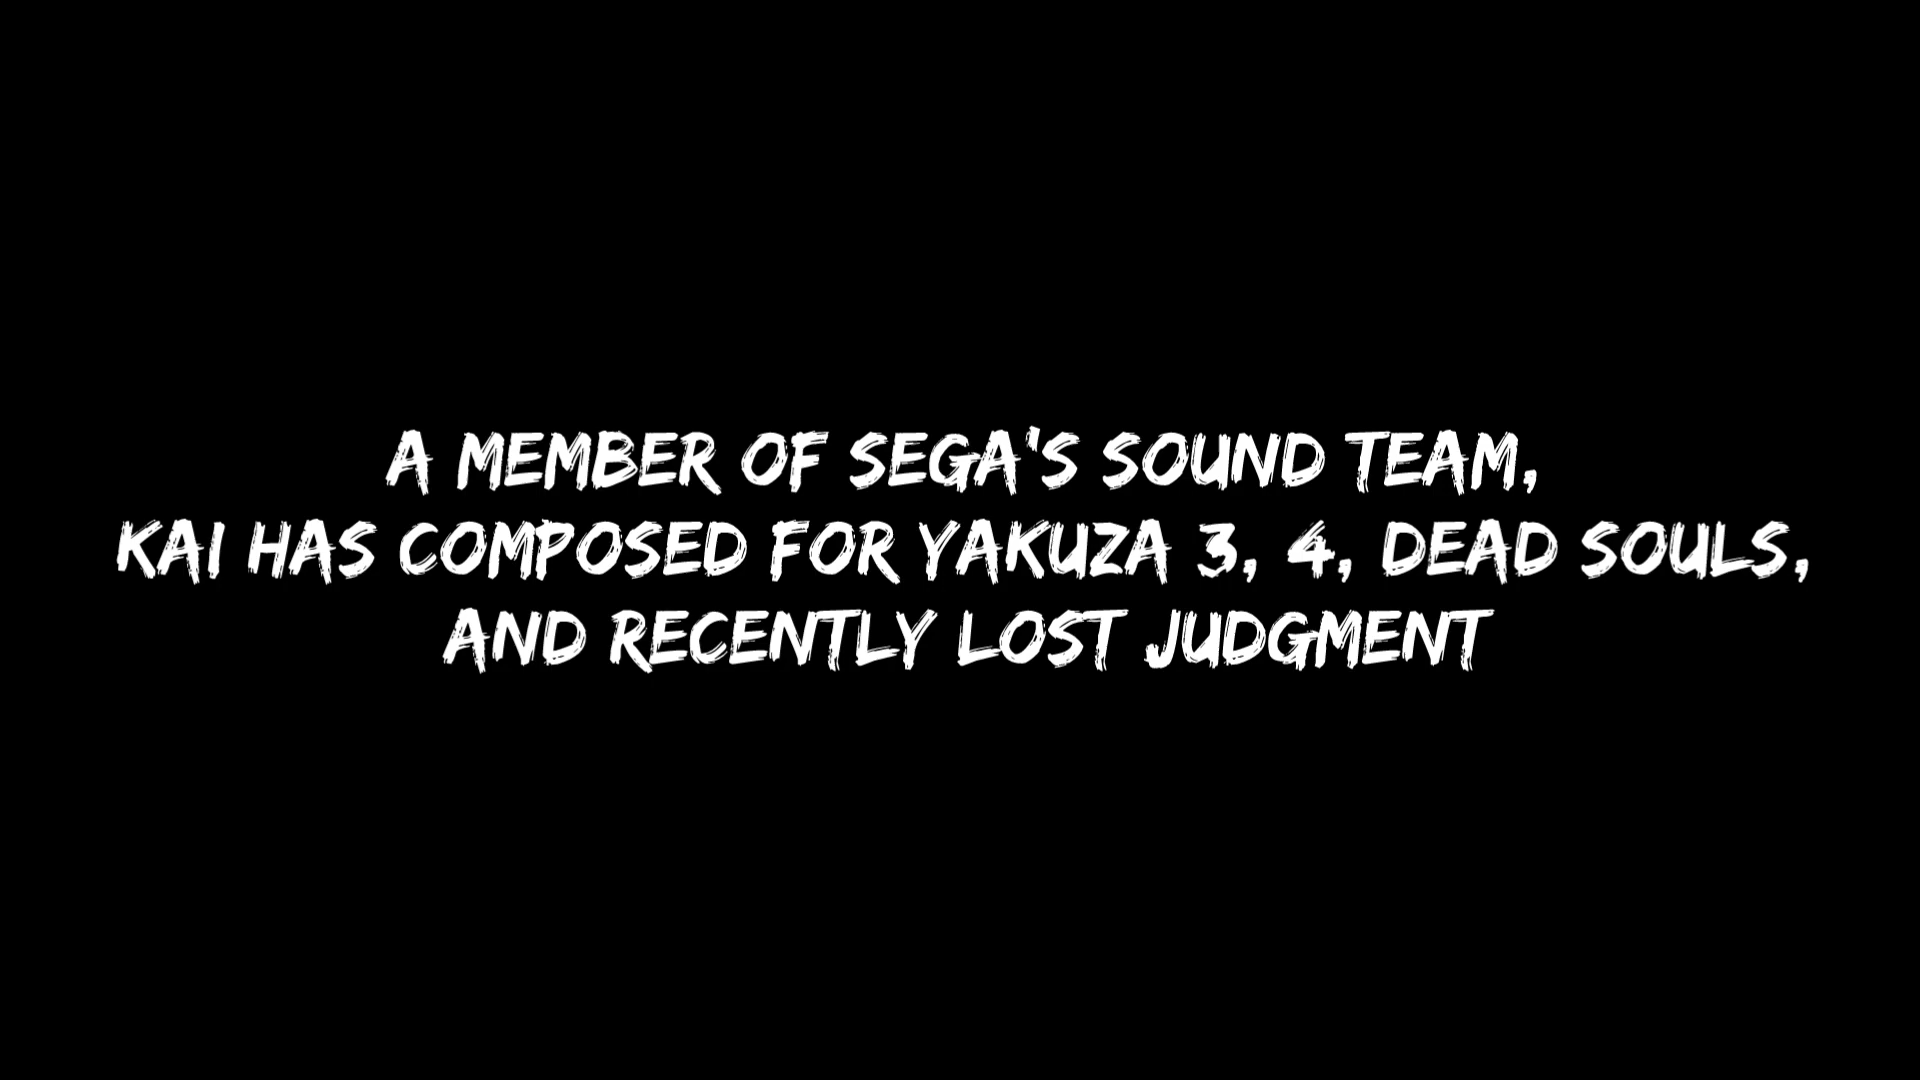 A MEMBER OF SEGA'S SOUND TEAM,
KAI HAS COMPOSED FOR YAKUZA 3, 4, DEAD SOULS,
AND RECENTLY LOST JUDGMENT